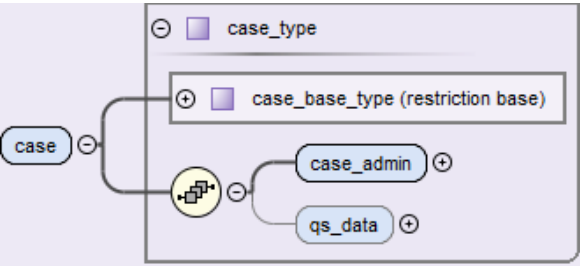 case_type
case_base_type (restriction base)
case
case_admin
qs_data